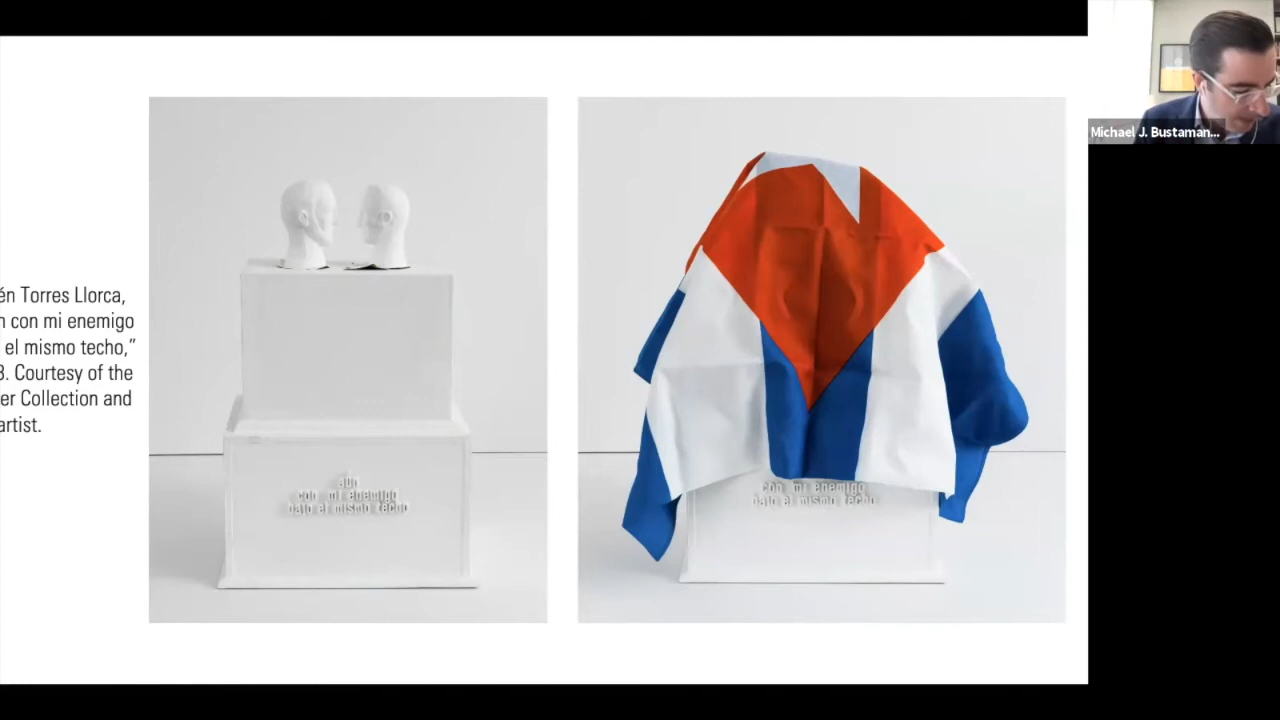 én Torres Llorca,
n con mi enemigo
el mismo techo,”
3. Courtesy of the
er Collection and
artist.
aún
con mi enemigo
bajo el mismo techo
con mi enemigo
bajo el mismo techo
Michael J. Bustaman...